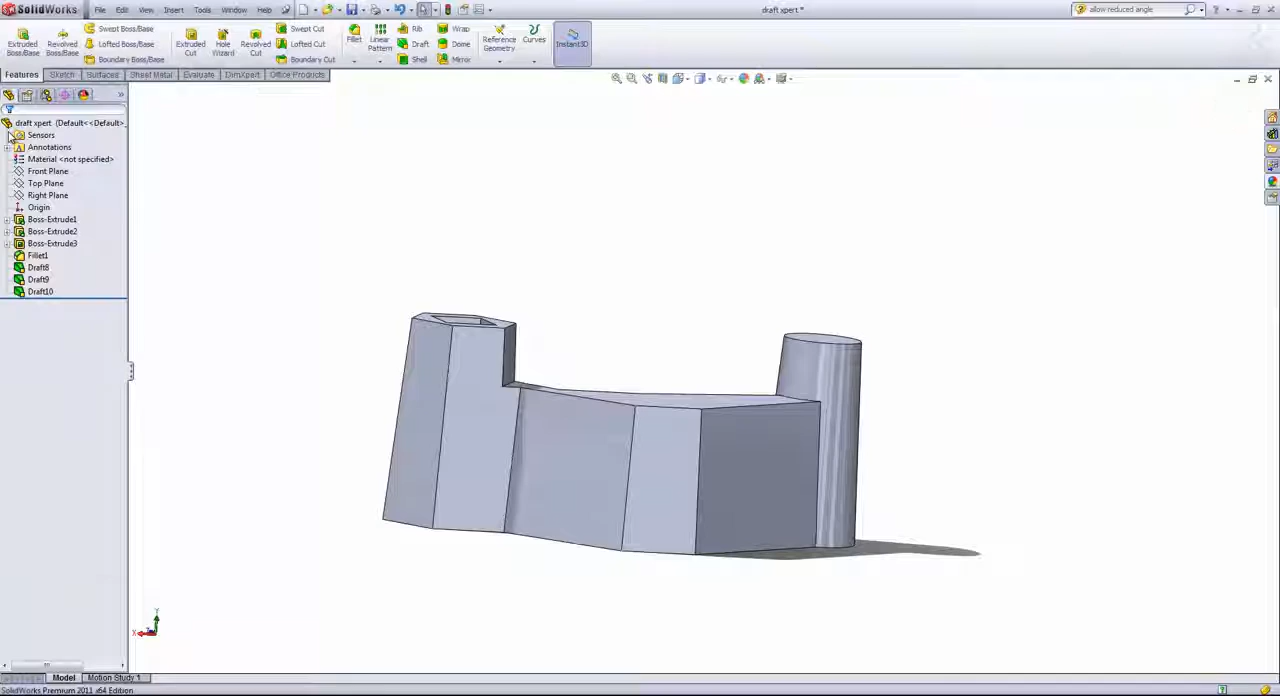 SolidWorks File Edit View Insert Tools Window Help draft xpert * allow reduced angle
Extruded Boss/Base
Revolved Boss/Base
Swept Boss/Base
Lofted Boss/Base
Boundary Boss/Base
Extruded Cut
Hole Wizard
Revolved Cut
Swept Cut
Lofted Cut
Boundary Cut
Fillet
Linear Pattern
Rib
Draft
Shell
Wrap
Dome
Mirror
Reference Geometry
Curves
Instant3D
Features Sketch Surfaces Sheet Metal Evaluate DimXpert Office Products
draft xpert (Default<<Default>_
Sensors
Annotations
Material <not specified>
Front Plane
Top Plane
Right Plane
Origin
Boss-Extrude1
Boss-Extrude2
Boss-Extrude3
Fillet1
Draft8
Draft9
Draft10
Y
X
Model Motion Study 1
SolidWorks Premium 2011 x64 Edition